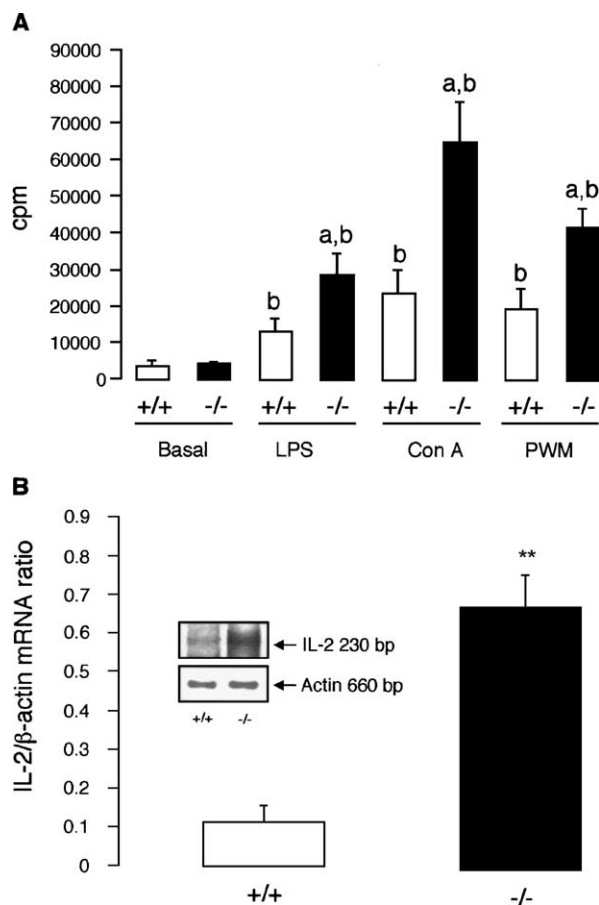 A
90000
80000
70000
60000
50000
40000
30000
20000
10000
0
cpm
b
a,b
b
a,b
b
a,b
+/+ -/- +/+ -/- +/+ -/- +/+ -/-
Basal LPS Con A PWM
B
0.9
0.8
0.7
0.6
0.5
0.4
0.3
0.2
0.1
0
IL-2/β-actin mRNA ratio
**
IL-2 230 bp
Actin 660 bp
+/+ -/-
+/+ -/-